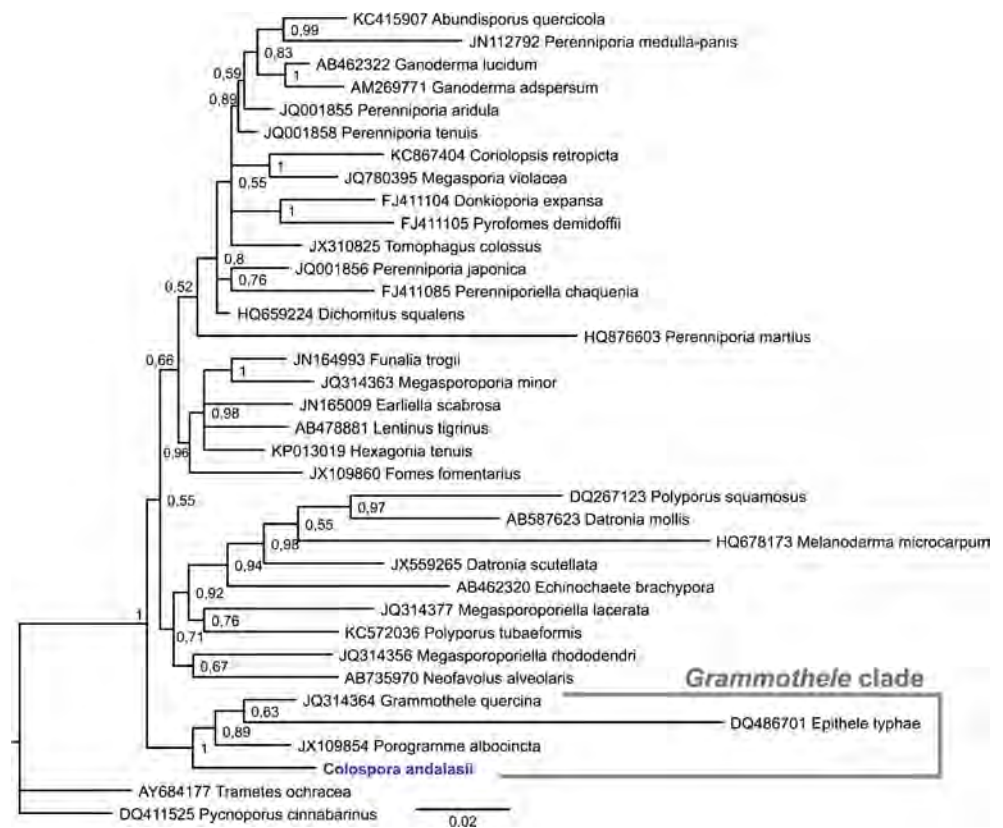 KC415907 Abundisporus quercicola
0,99
JN112792 Perenniporia medulla-panis
0,83
AB462322 Ganoderma lucidum
0,59
1
AM269771 Ganoderma adspersum
0,89
JQ001855 Perenniporia aridula
JQ001858 Perenniporia tenuis
KC867404 Coriolopsis retropicta
1
0,55
JQ780395 Megasporia violacea
FJ411104 Donkioporia expansa
1
FJ411105 Pyrofomes demidoffii
JX310825 Tomophagus colossus
0,8
JQ001856 Perenniporia japonica
0,76
0,52
FJ411085 Perenniporiella chaquenia
HQ659224 Dichomitus squalens
HQ876603 Perenniporia martius
0,66
JN164993 Funalia trogii
1
JQ314363 Megasporoporia minor
JN165009 Earliella scabrosa
0,98
AB478881 Lentinus tigrinus
KP013019 Hexagonia tenuis
0,96
JX109860 Fomes fomentarius
0,55
DQ267123 Polyporus squamosus
0,97
AB587623 Datronia mollis
0,55
HQ678173 Melanodarma microcarpum
0,98
JX559265 Datronia scutellata
0,94
AB462320 Echinochaete brachypora
0,92
JQ314377 Megasporoporiella lacerata
0,76
1
KC572036 Polyporus tubaeformis
0,71
JQ314356 Megasporoporiella rhododendri
0,67
AB735970 Neofavolus alveolaris
Grammothele clade
JQ314364 Grammothele quercina
0,63
DQ486701 Epithele typhae
0,89
JX109854 Porogramme albocincta
1
Colospora andalasii
AY684177 Trametes ochracea
DQ411525 Pycnoporus cinnabarinus
0.02